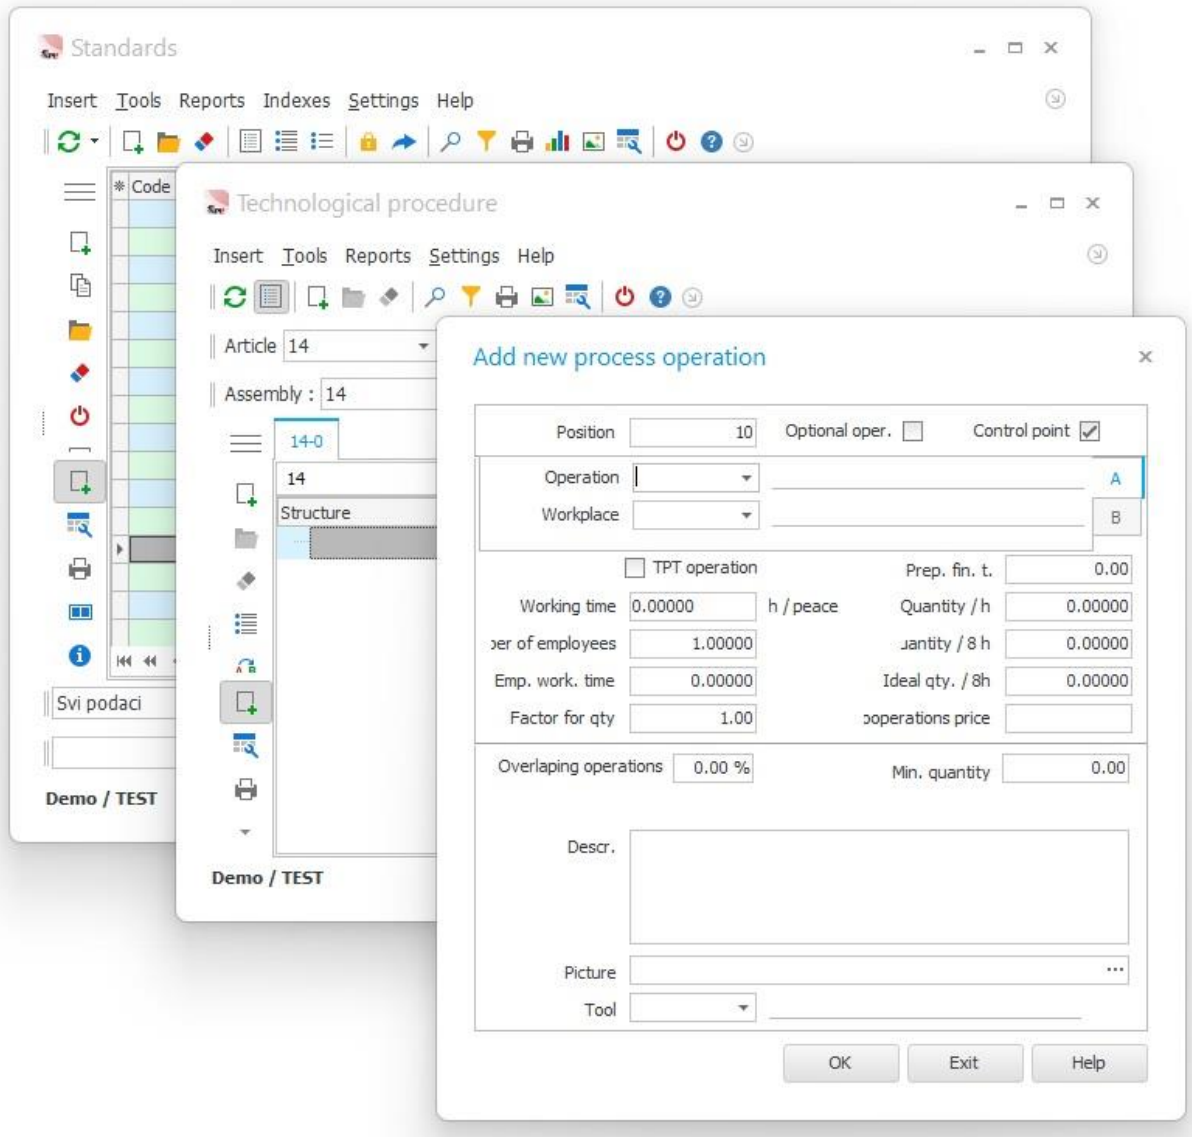 Standards
Insert Tools Reports Indexes Settings Help
Code
Svi podaci
Demo / TEST
Technological procedure
Insert Tools Reports Settings Help
Article 14
Assembly : 14
14-0
14
Structure
Demo / TEST
Add new process operation
Position 10 Optional oper. Control point
Operation A
Workplace B
TPT operation Prep. fin. t. 0.00
Working time 0.00000 h / peace Quantity / h 0.00000
ber of employees 1.00000 uantity / 8 h 0.00000
Emp. work. time 0.00000 Ideal qty. / 8h 0.00000
Factor for qty 1.00 ooperations price
Overlaping operations 0.00 % Min. quantity 0.00
Descr.
Picture ...
Tool
OK Exit Help